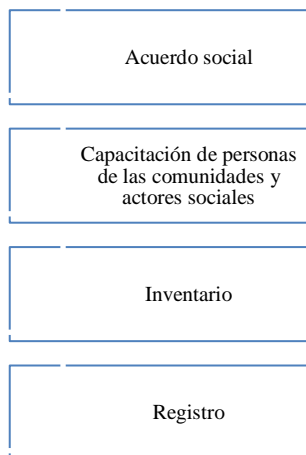 Acuerdo social
Capacitación de personas
de las comunidades y
actores sociales
Inventario
Registro